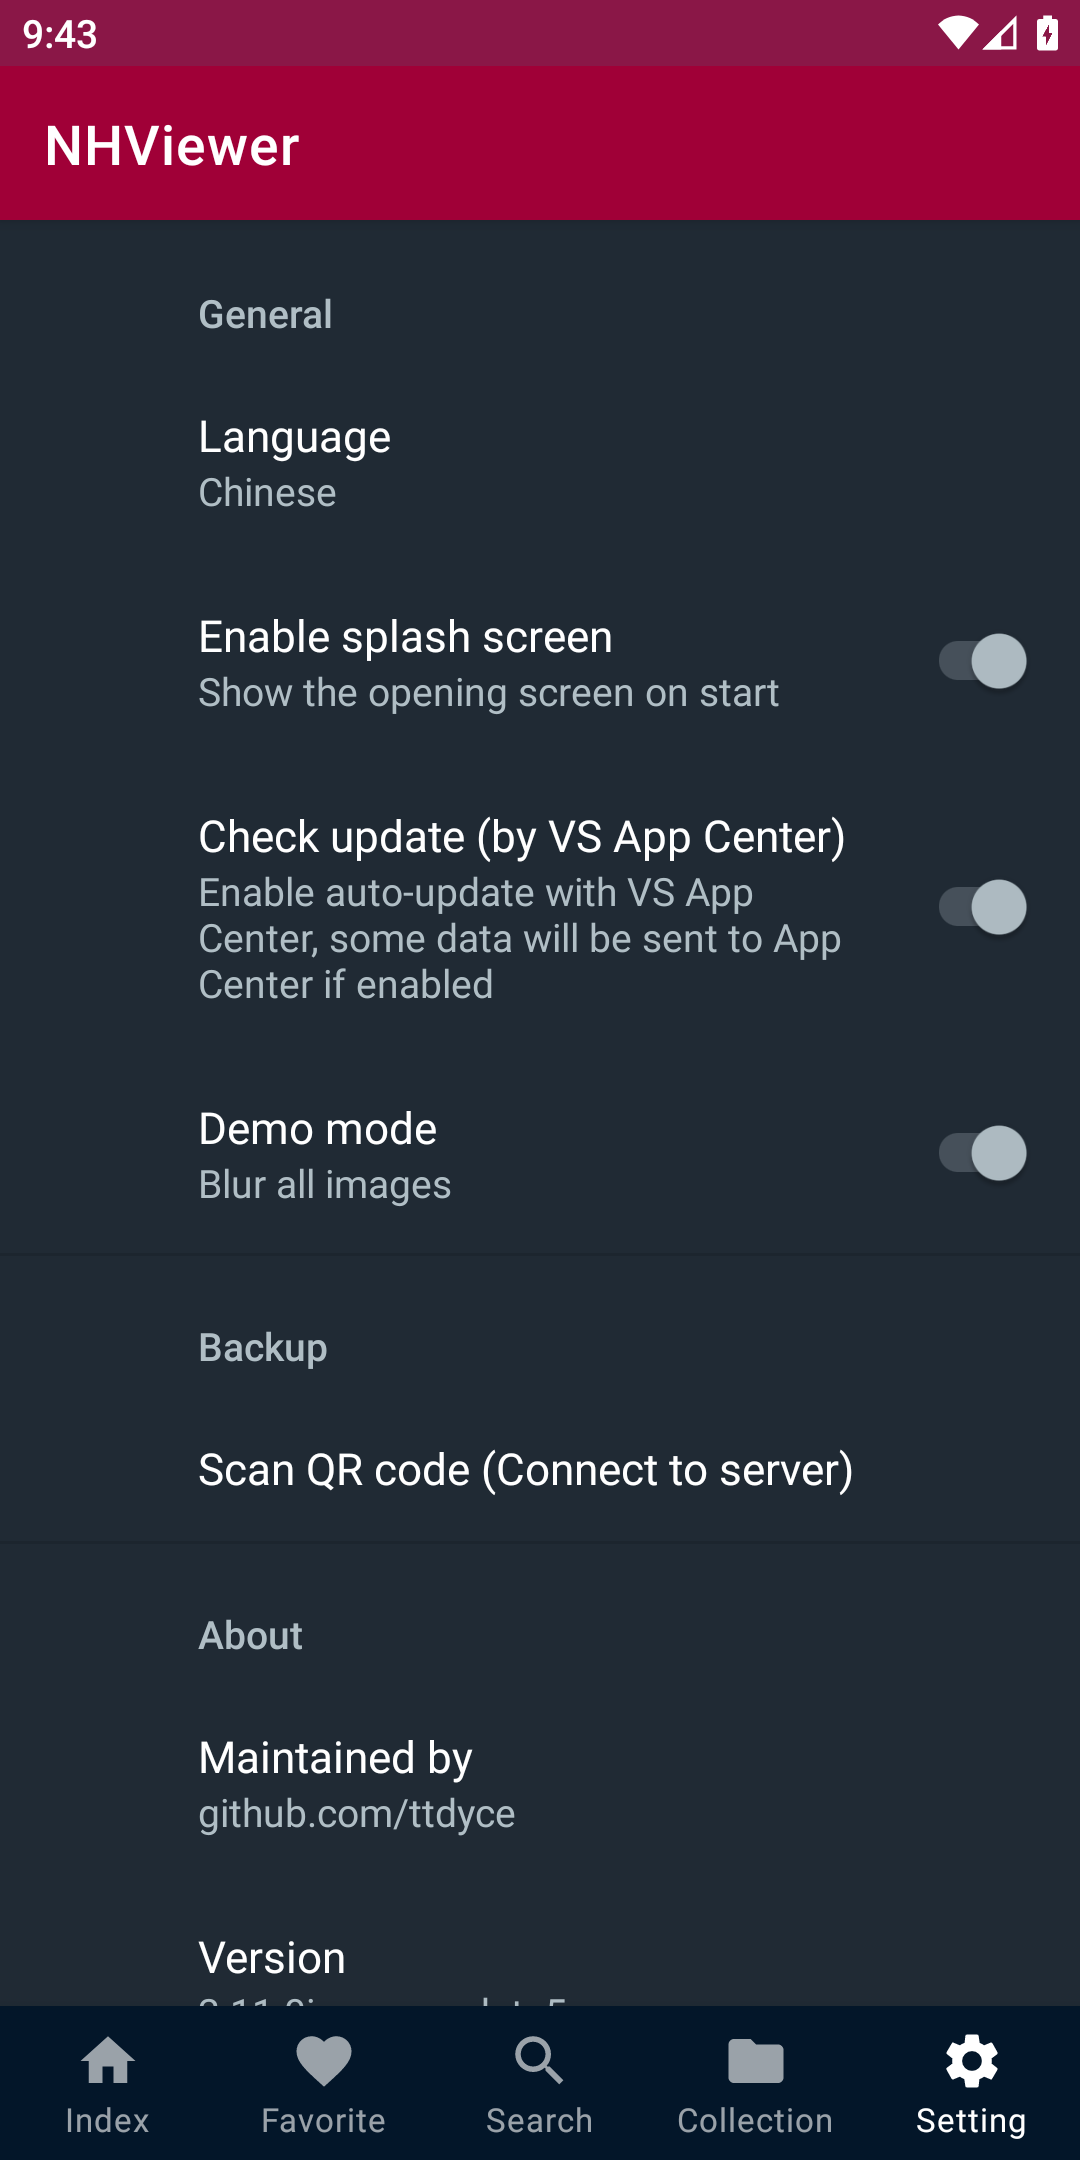 9:43
NHViewer
General
Language
Chinese
Enable splash screen
Show the opening screen on start
Check update (by VS App Center)
Enable auto-update with VS App
Center, some data will be sent to App
Center if enabled
Demo mode
Blur all images
Backup
Scan QR code (Connect to server)
About
Maintained by
github.com/ttdyce
Version
Index
Favorite
Search
Collection
Setting